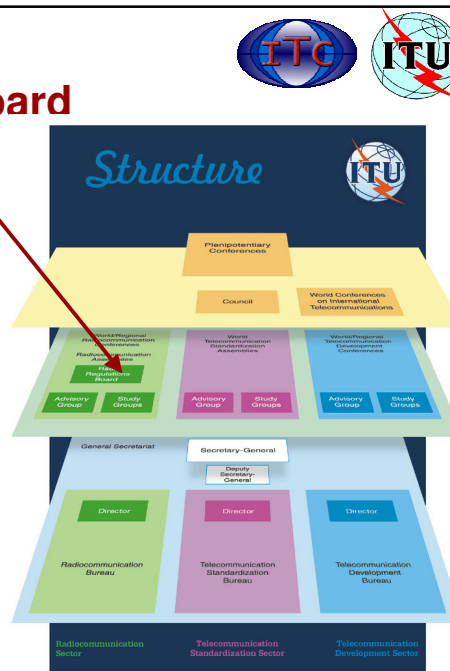 ITC
ITU
Structure
ITU
Plenipotentiary
Conferences
Council
World Conferences
on International
Telecommunications
World/Regional
Radiocommunication
Conferences
Radiocommunication
Assemblies
Regulations
Board
Advisory
Group
Study
Groups
World
Telecommunication
Standardization
Assemblies
Advisory
Group
Study
Groups
World/Regional
Telecommunication
Development
Conferences
Advisory
Group
Study
Groups
General Secretariat
Secretary-General
Deputy
Secretary-
General
Director
Radiocommunication
Bureau
Director
Telecommunication
Standardization
Bureau
Director
Telecommunication
Development
Bureau
Radiocommunication
Sector
Telecommunication
Standardization Sector
Telecommunication
Development Sector